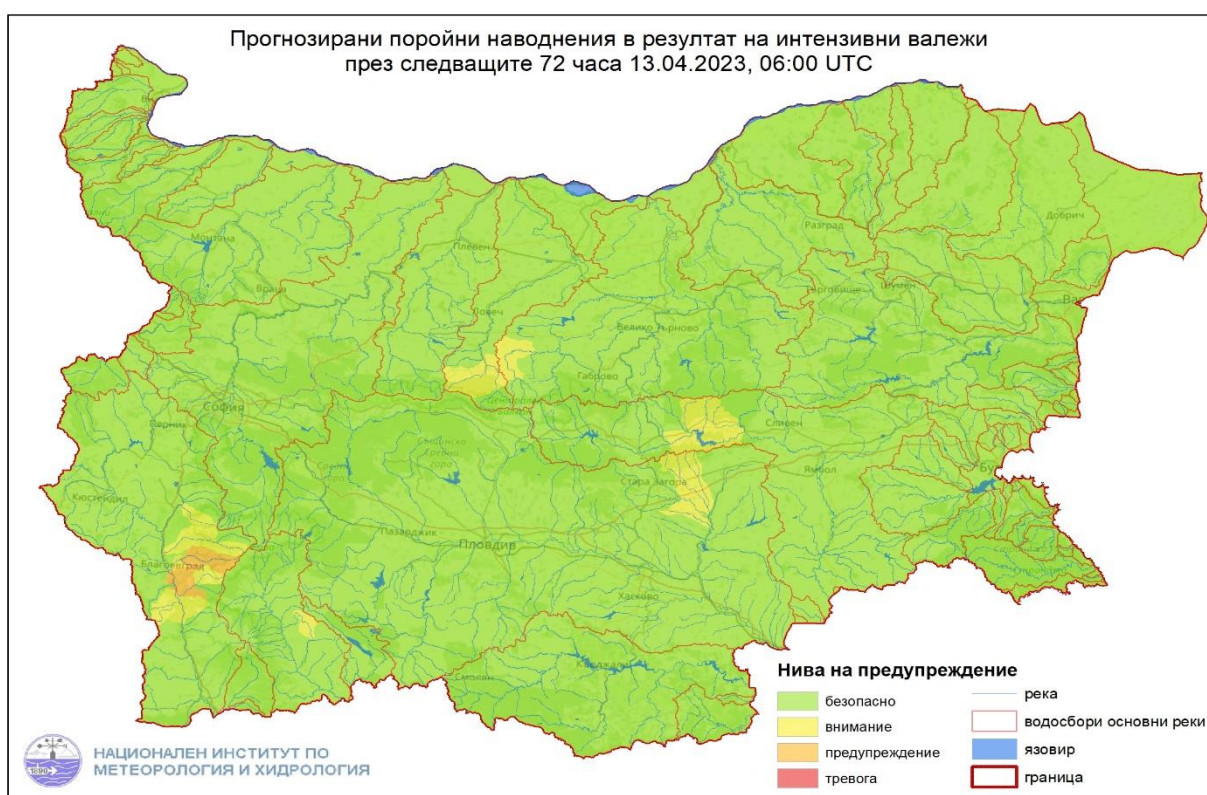 Прогнозирани поройни наводнения в резултат на интензивни валежи
през следващите 72 часа 13.04.2023, 06:00 UTC
Монтана
Плевен
Разград
Добрич
Враца
Ловеч
Търговище
Шумен
Велико Търново
Габрово
София
Перник
Сливен
Средна гора
Ямбол
Стара Загора
Кюстендил
Пазарджик
Пловдив
Благоевград
Хасково
Смолян
Кърджали
Нива на предупреждение
безопасно
внимание
предупреждение
тревога
река
водосбори основни реки
язовир
граница
1890
НАЦИОНАЛЕН ИНСТИТУТ ПО
МЕТЕОРОЛОГИЯ И ХИДРОЛОГИЯ